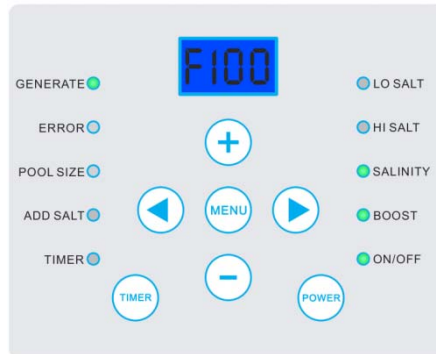 F100
GENERATE
LO SALT
ERROR
HI SALT
POOL SIZE
SALINITY
MENU
ADD SALT
BOOST
TIMER
ON/OFF
TIMER
POWER